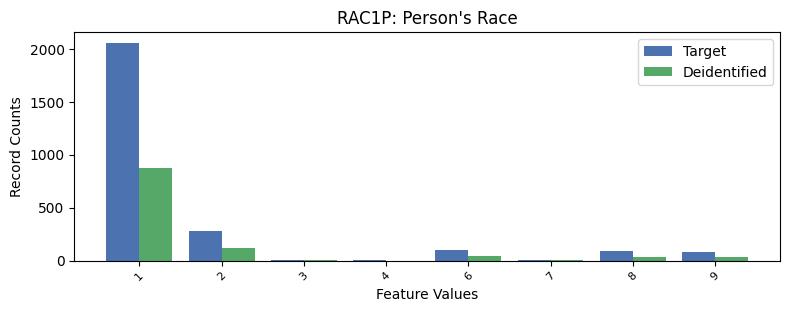 RAC1P: Person's Race
Target
Deidentified
Record Counts
2000
1500
1000
500
0
1 2 3 4 6 7 8 9
Feature Values